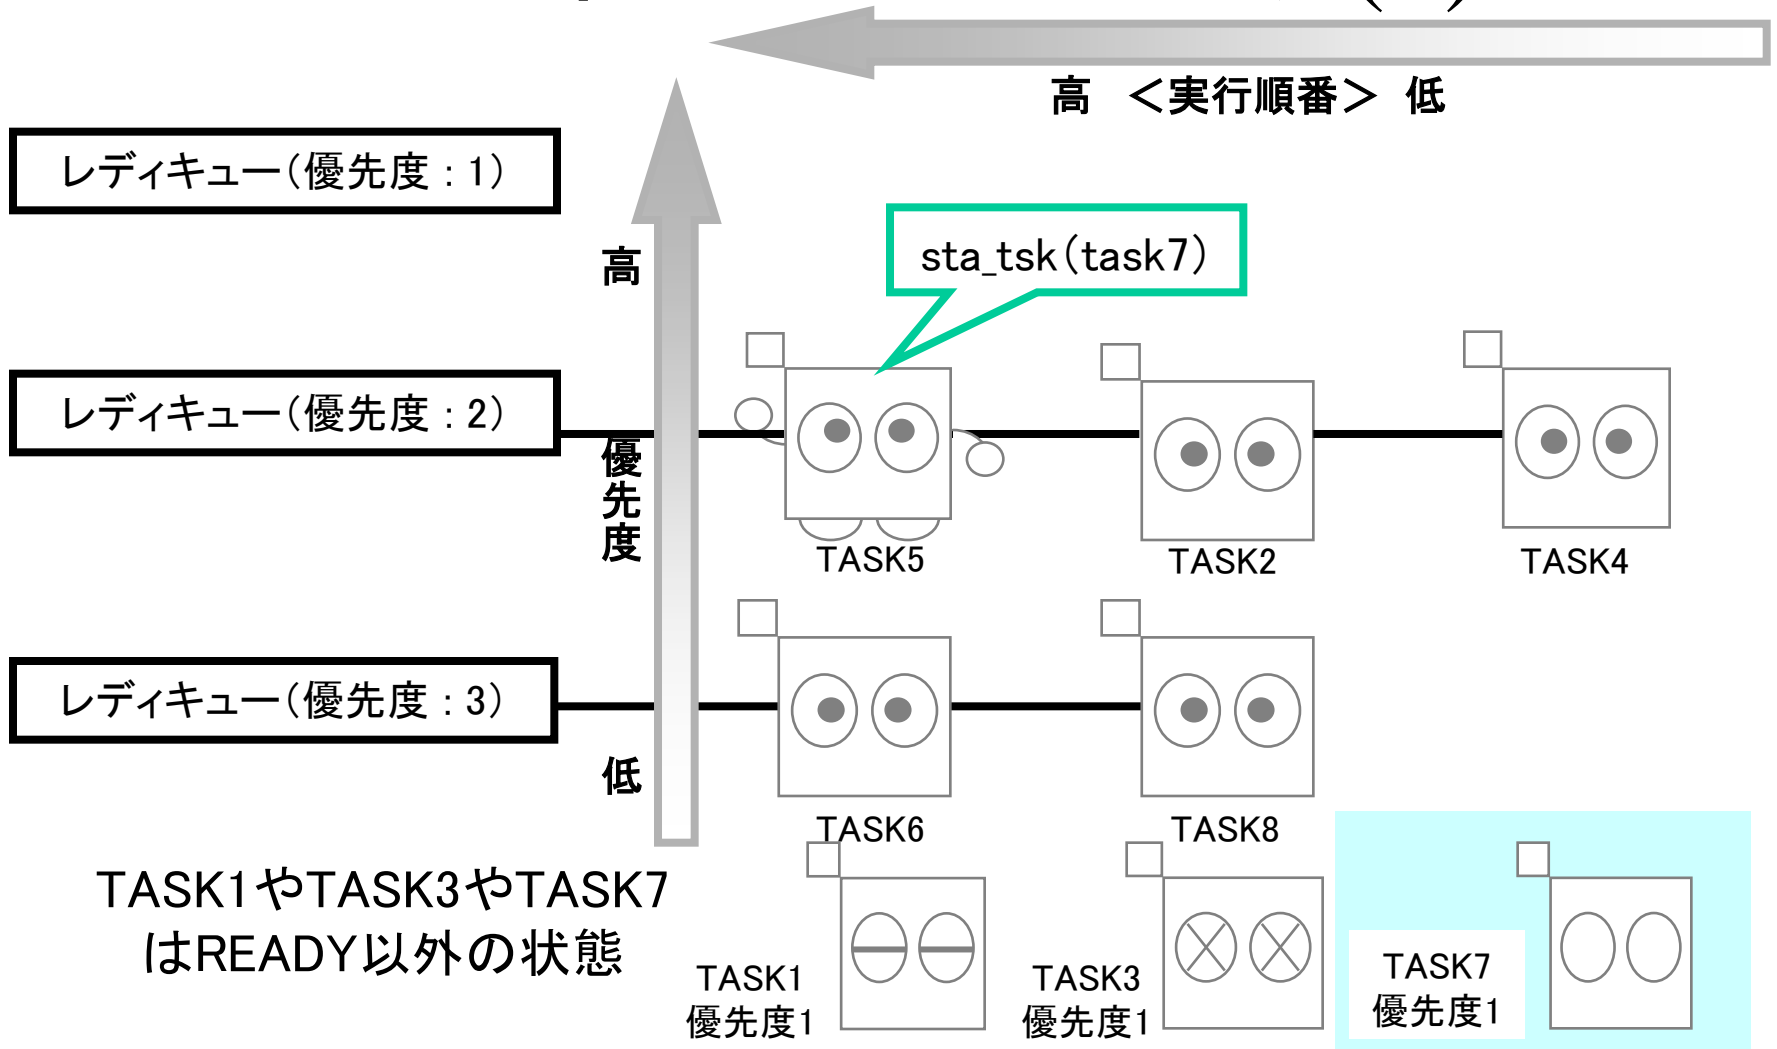 高 ＜実行順番＞ 低
レディキュー（優先度：1）
高
sta_tsk（task7）
レディキュー（優先度：2）
優先度
TASK5
TASK2
TASK4
レディキュー（優先度：3）
低
TASK6
TASK8
TASK1やTASK3やTASK7
はREADY以外の状態
TASK1
優先度1
TASK3
優先度1
TASK7
優先度1